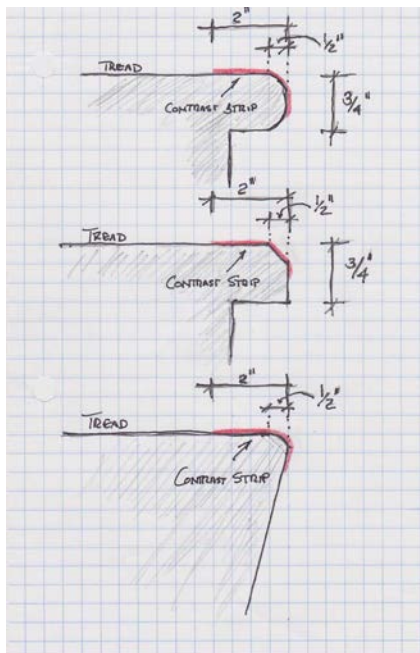 2"
1/2"
TREAD
CONTRAST STRIP
3/4"
2"
1/2"
TREAD
CONTRAST STRIP
3/4"
2"
1/2"
TREAD
CONTRAST STRIP